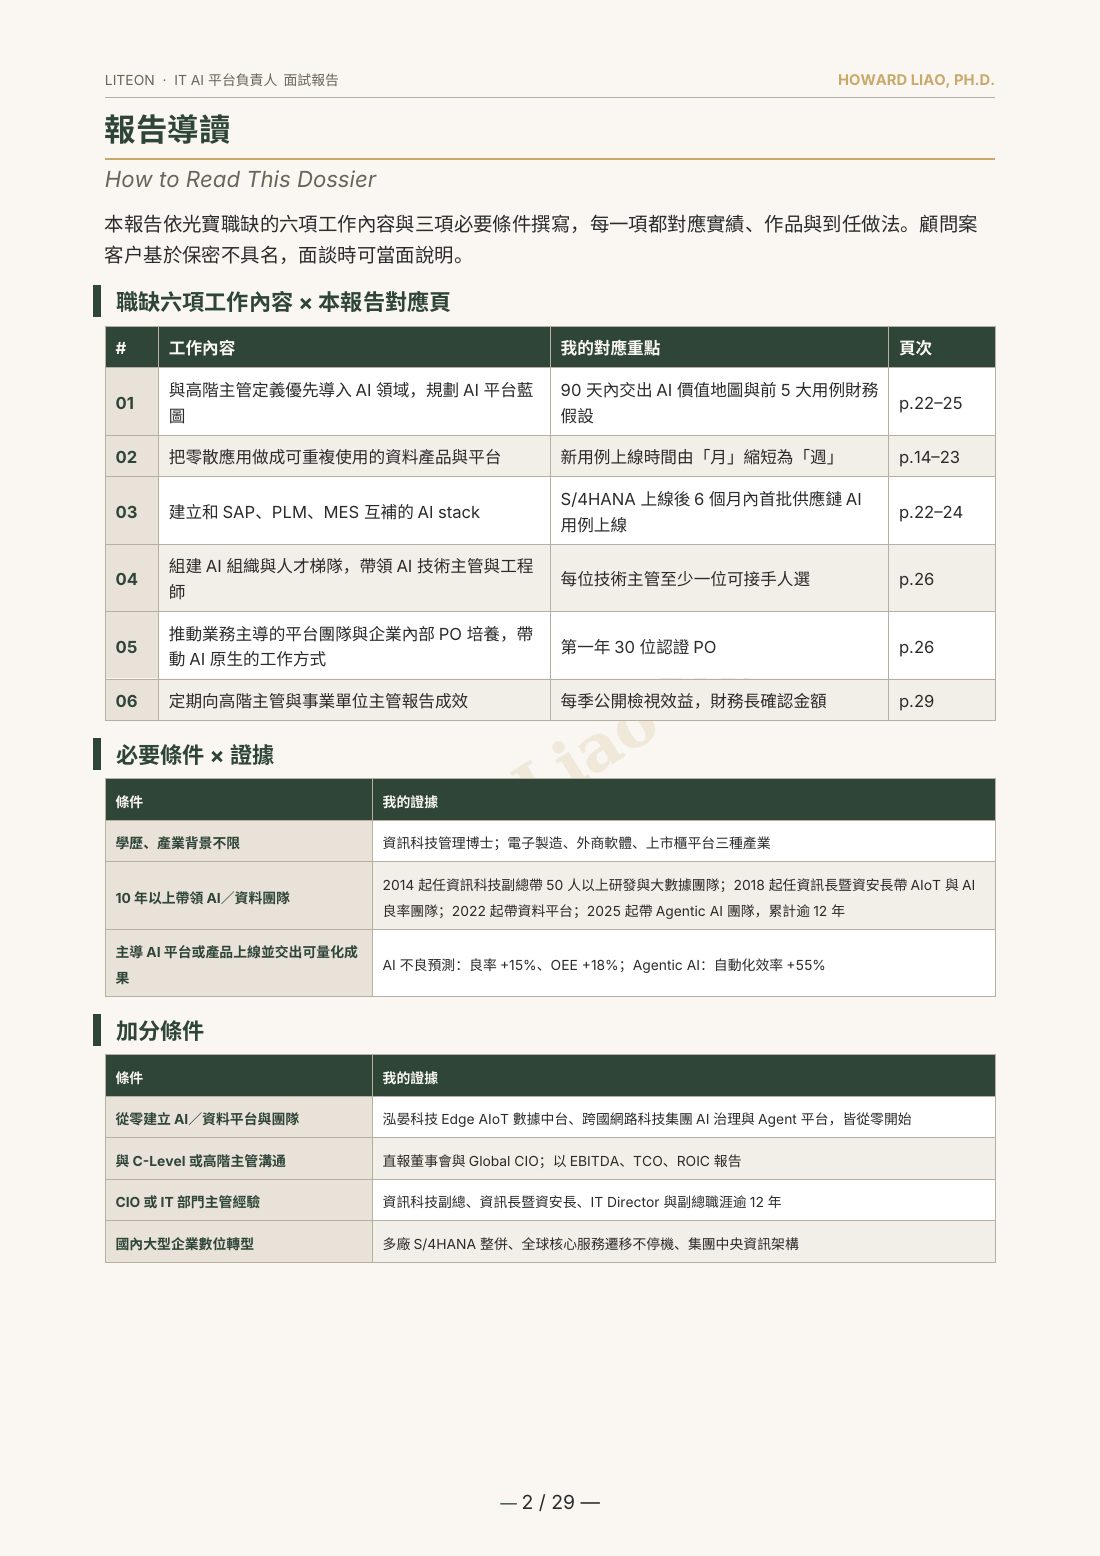 LITEON · IT AI 平台負責人 面試報告
HOWARD LIAO, PH.D.
報告導讀
How to Read This Dossier
本報告依光寶職缺的六項工作內容與三項必要條件撰寫，每一項都對應實績、作品與到任做法。顧問案
客户基於保密不具名，面談時可當面說明。
職缺六項工作內容 × 本報告對應頁
# 工作內容 我的對應重點 頁次
01 與高階主管定義優先導入 AI 領域，規劃 AI 平台藍
圖 90 天內交出 AI 價值地圖與前 5 大用例財務
假設 p.22–25
02 把零散應用做成可重複使用的資料產品與平台 新用例上線時間由「月」縮短為「週」 p.14–23
03 建立和 SAP、PLM、MES 互補的 AI stack S/4HANA 上線後 6 個月內首批供應鏈 AI
用例上線 p.22–24
04 組建 AI 組織與人才梯隊，帶領 AI 技術主管與工程
師 每位技術主管至少一位可接手人選 p.26
05 推動業務主導的平台團隊與企業內部 PO 培養，帶
動 AI 原生的工作方式 第一年 30 位認證 PO p.26
06 定期向高階主管與事業單位主管報告成效 每季公開檢視效益，財務長確認金額 p.29
Liao
必要條件 × 證據
條件 我的證據
學歷、產業背景不限 資訊科技管理博士；電子製造、外商軟體、上市櫃平台三種產業
10 年以上帶領 AI／資料團隊 2014 起任資訊科技副總帶 50 人以上研發與大數據團隊；2018 起任資訊長暨資安長帶 AIoT 與 AI
良率團隊；2022 起帶資料平台；2025 起帶 Agentic AI 團隊，累計逾 12 年
主導 AI 平台或產品上線並交出可量化成
果 AI 不良預測：良率 +15%、OEE +18%；Agentic AI：自動化效率 +55%
加分條件
條件 我的證據
從零建立 AI／資料平台與團隊 泓晏科技 Edge AIoT 數據中台、跨國網路科技集團 AI 治理與 Agent 平台，皆從零開始
與 C-Level 或高階主管溝通 直報董事會與 Global CIO；以 EBITDA、TCO、ROIC 報告
CIO 或 IT 部門主管經驗 資訊科技副總、資訊長暨資安長、IT Director 與副總職涯逾 12 年
國內大型企業數位轉型 多廠 S/4HANA 整併、全球核心服務遷移不停機、集團中央資訊架構
— 2 / 29 —